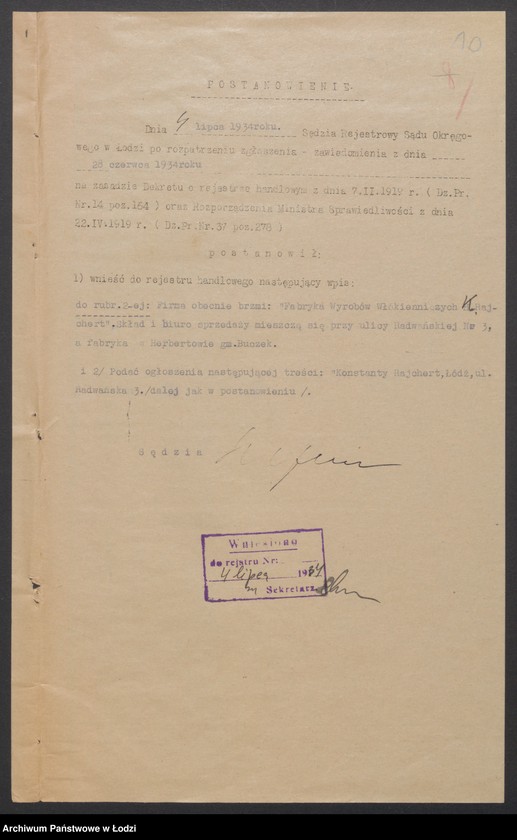 10
8
POSTANOWIENIE.
Dnia 4 lipca 1934roku. Sędzia Rejestrowy Sądu Okręgo-
wego w Łodzi po rozpatrzeniu zgłoszenia - zawiadomienia z dnia
28 czerwca 1934roku
na zasadzie Dekretu o rejestrze handlowym z dnia 7.II.1919 r. ( Dz.Pr.
Nr.14 poz.164 ) oraz Rozporządzenia Ministra Sprawiedliwości z dnia
22.IV.1919 r. ( Dz.Pr.Nr.37 poz.278 )
postanowił:
1) wnieść do rejestru handlowego następujący wpis:
do rubr.2-ej: Firma obecnie brzmi: "Fabryka Wyrobów Włókienniczych K.Haj-
chert".Skład i biuro sprzedaży mieszczą się przy ulicy Radwańskiej Nr 3,
a fabryka w Herbertowie gm.Buczek.
i 2/ Podać ogłoszenia następującej treści: "Konstanty Hajchert,Łódź,ul.
Radwańska 3./dalej jak w postanowieniu /.
Sędzia
Wniesiono
do rejstru Nr:
4 lipca 1934
Sekretarz
Archiwum Państwowe w Łodzi